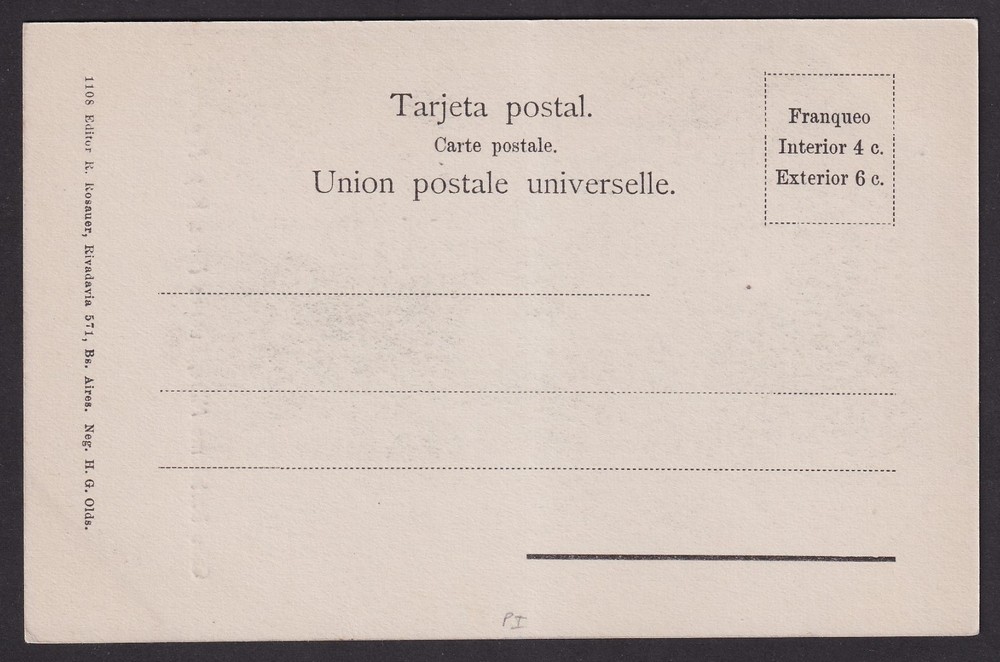 Tarjeta postal.
Carte postale.
Union postale universelle.
Franqueo
Interior 4 c.
Exterior 6 c.
1108 Editor R. Rosauer, Rivadavia 571, Bs. Aires. Neg. H. G. Olds.
PI